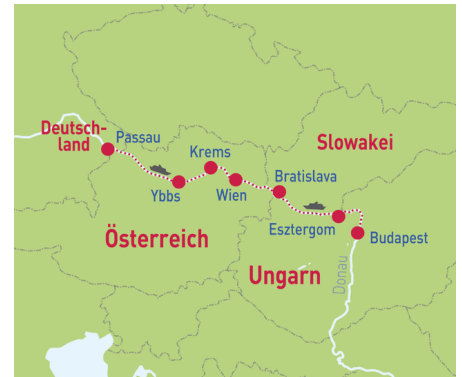 Deutsch-
land
Passau
Krems
Slowakei
Ybbs
Wien
Bratislava
Österreich
Esztergom
Budapest
Ungarn
Donau